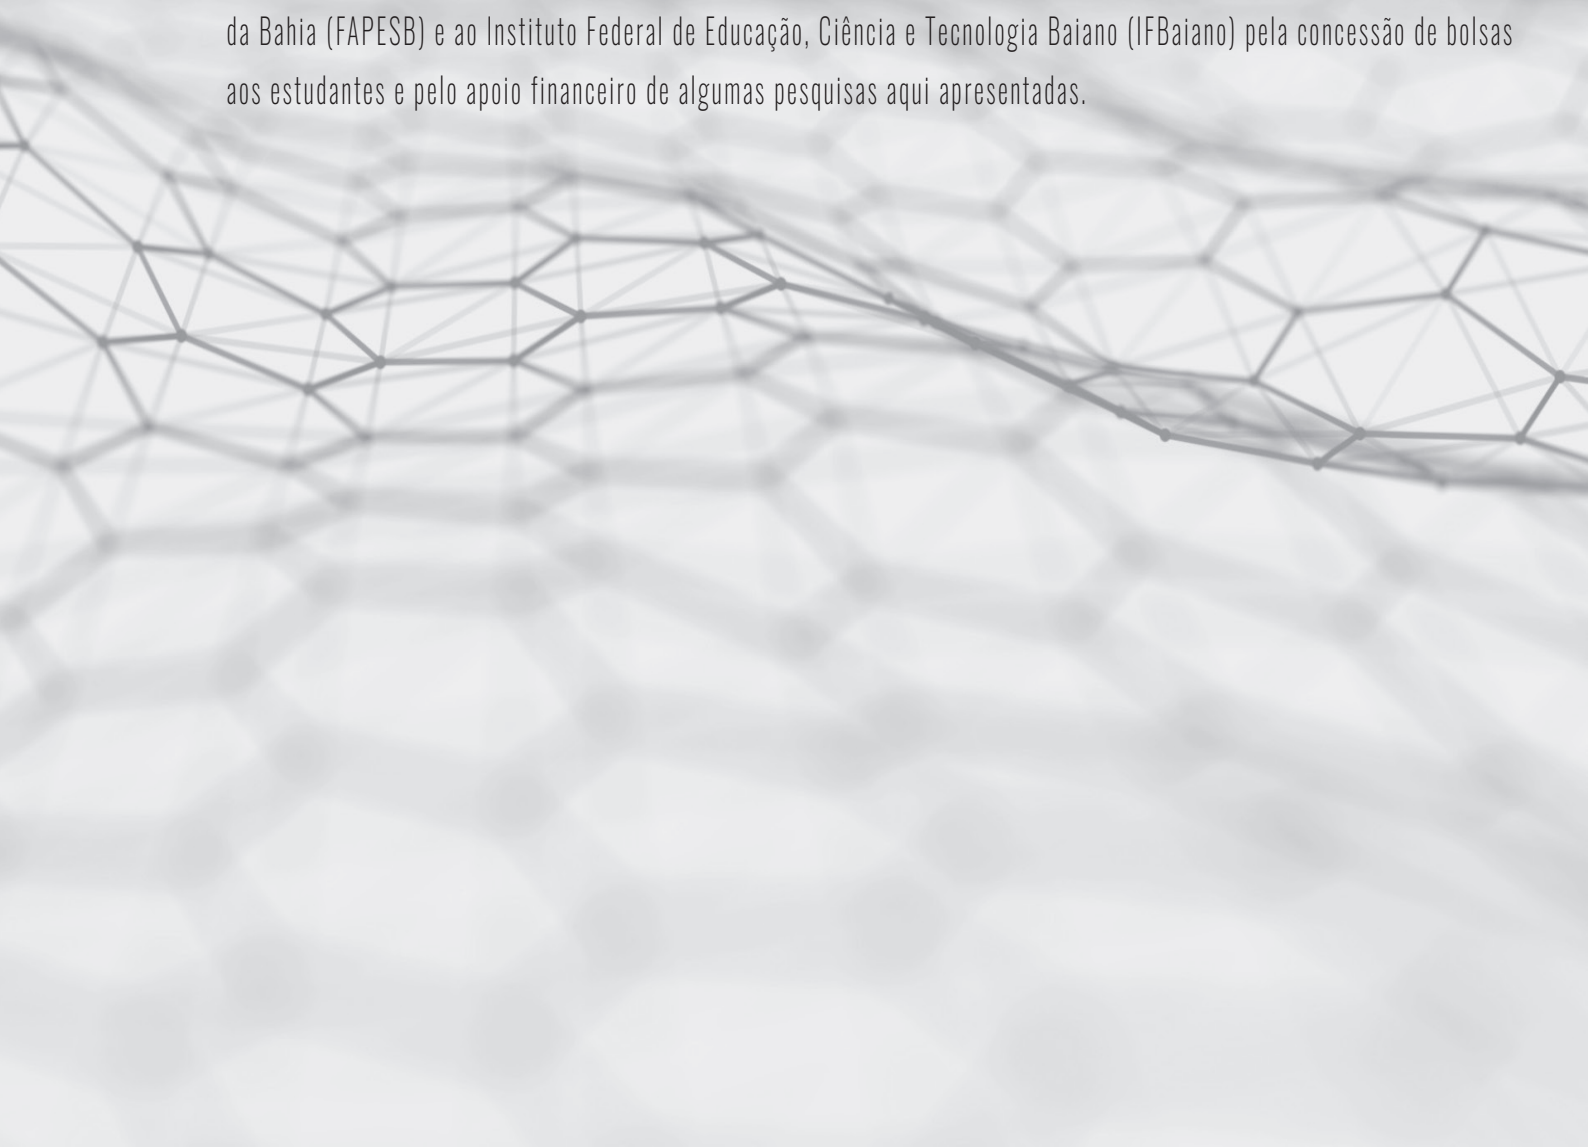 da Bahia (FAPESB) e ao Instituto Federal de Educação, Ciência e Tecnologia Baiano (IFBaiano) pela concessão de bolsas
aos estudantes e pelo apoio financeiro de algumas pesquisas aqui apresentadas.